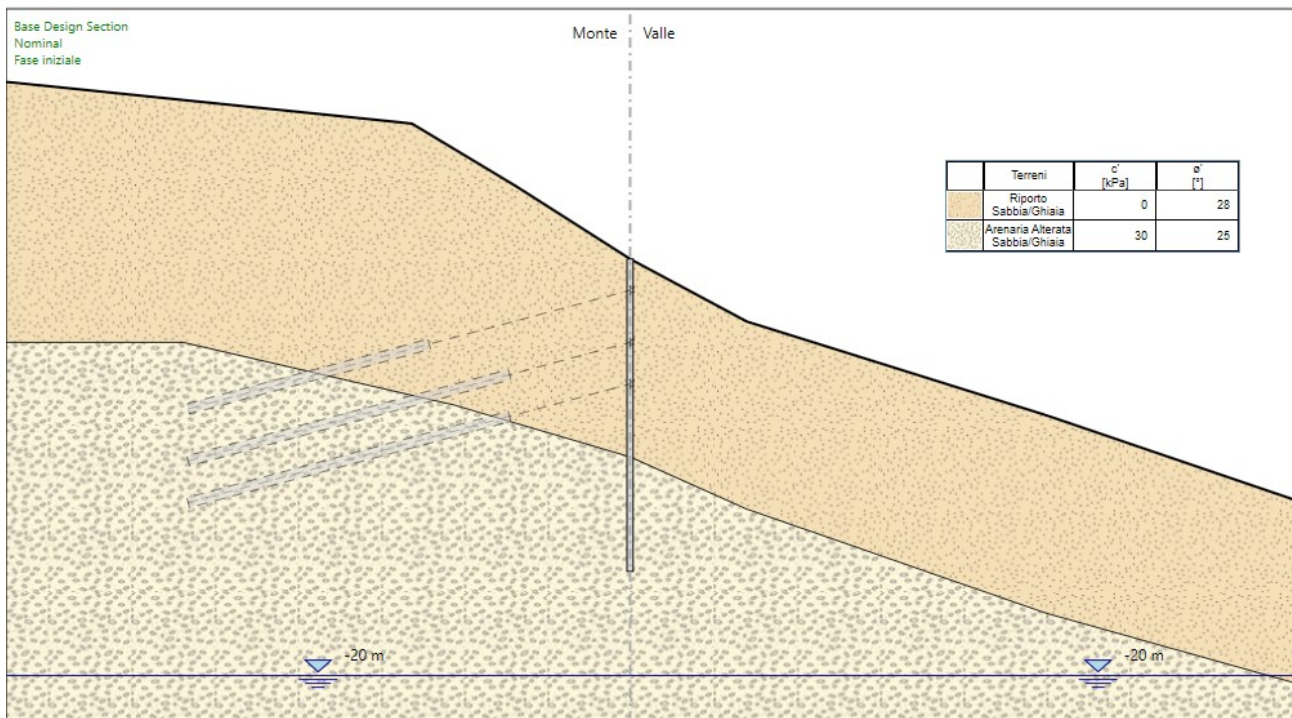 Base Design Section
Nominal
Fase iniziale
Monte
Valle
Terreni
c'
[kPa]
ø'
[°]
Riporto
Sabbia/Ghiaia
0
28
Arenaria Alterata
Sabbia/Ghiaia
30
25
-20 m
-20 m